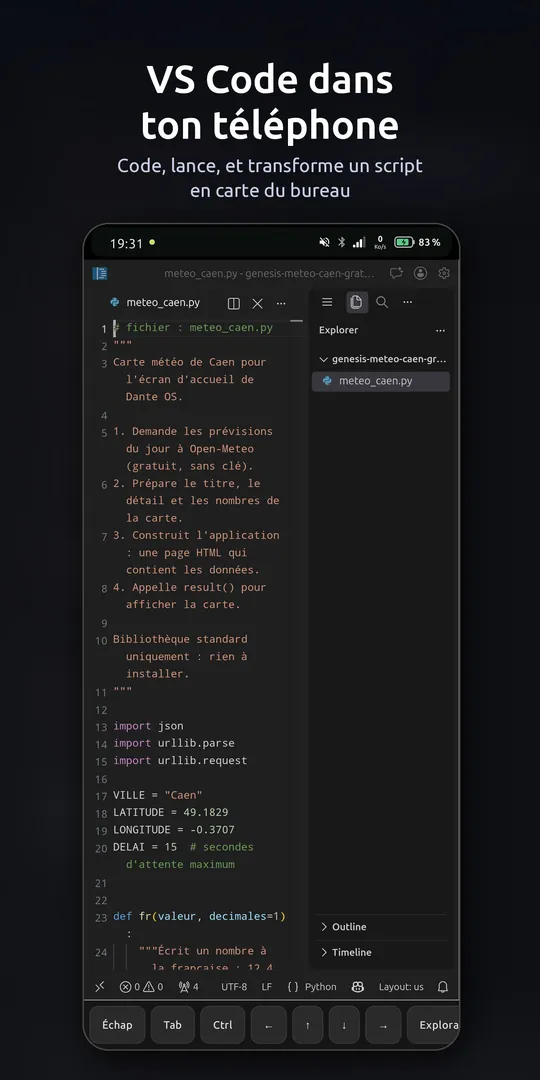 VS Code dans
ton téléphone
Code, lance, et transforme un script
en carte du bureau
19:31
0
Ko/s
83 %
meteo_caen.py - genesis-meteo-caen-grat...
meteo_caen.py
1 # fichier : meteo_caen.py
2 """
3 Carte météo de Caen pour
l'écran d'accueil de
Dante OS.
4
5 1. Demande les prévisions
du jour à Open-Meteo
(gratuit, sans clé).
6 2. Prépare le titre, le
détail et les nombres de
la carte.
7 3. Construit l'application
: une page HTML qui
contient les données.
8 4. Appelle result() pour
afficher la carte.
9
10 Bibliothèque standard
uniquement : rien à
installer.
11 """
12
13 import json
14 import urllib.parse
15 import urllib.request
16
17 VILLE = "Caen"
18 LATITUDE = 49.1829
19 LONGITUDE = -0.3707
20 DELAI = 15 # secondes
d'attente maximum
21
22
23 def fr(valeur, decimales=1)
:
24 """Écrit un nombre à
la française : 12,4
Explorer
genesis-meteo-caen-gr...
meteo_caen.py
Outline
Timeline
0 0 4 UTF-8 LF { } Python Layout: us
Échap Tab Ctrl ← ↑ ↓ → Explora